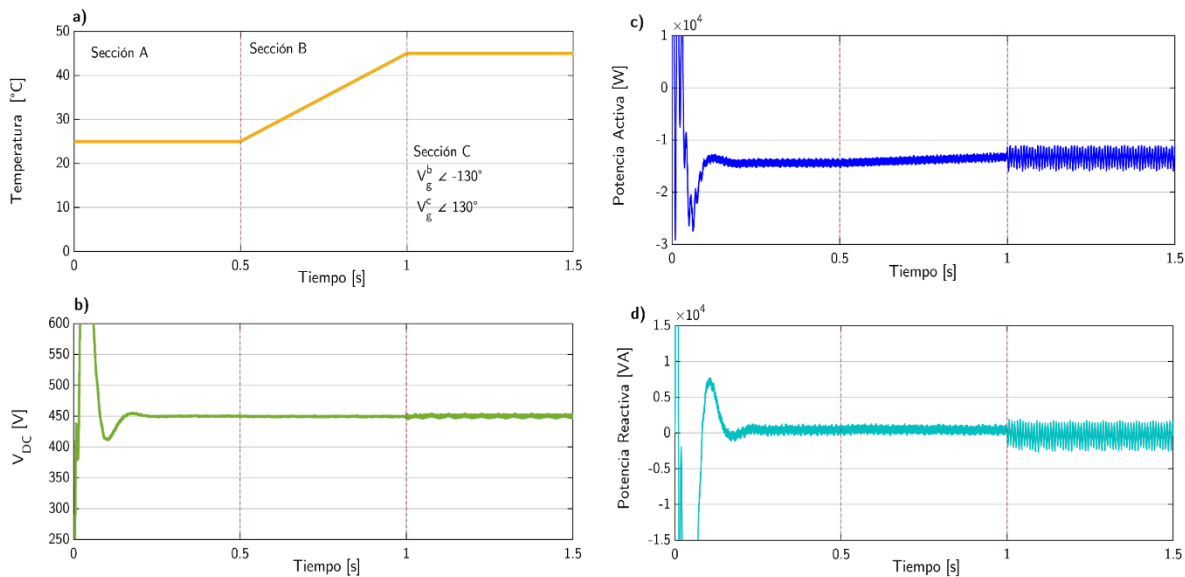 a)
50
40
30
20
10
0
Temperatura [°C]
Sección A
Sección B
Sección C
V_g^b ∠ -130°
V_g^c ∠ 130°
0
0.5
1
1.5
Tiempo [s]
b)
600
550
500
450
400
350
300
250
V_DC [V]
0
0.5
1
1.5
Tiempo [s]
c)
×10^4
1
0
-1
-2
-3
Potencia Activa [W]
0
0.5
1
1.5
Tiempo [s]
d)
×10^4
1.5
1
0.5
0
-0.5
-1
-1.5
Potencia Reactiva [VA]
0
0.5
1
1.5
Tiempo [s]